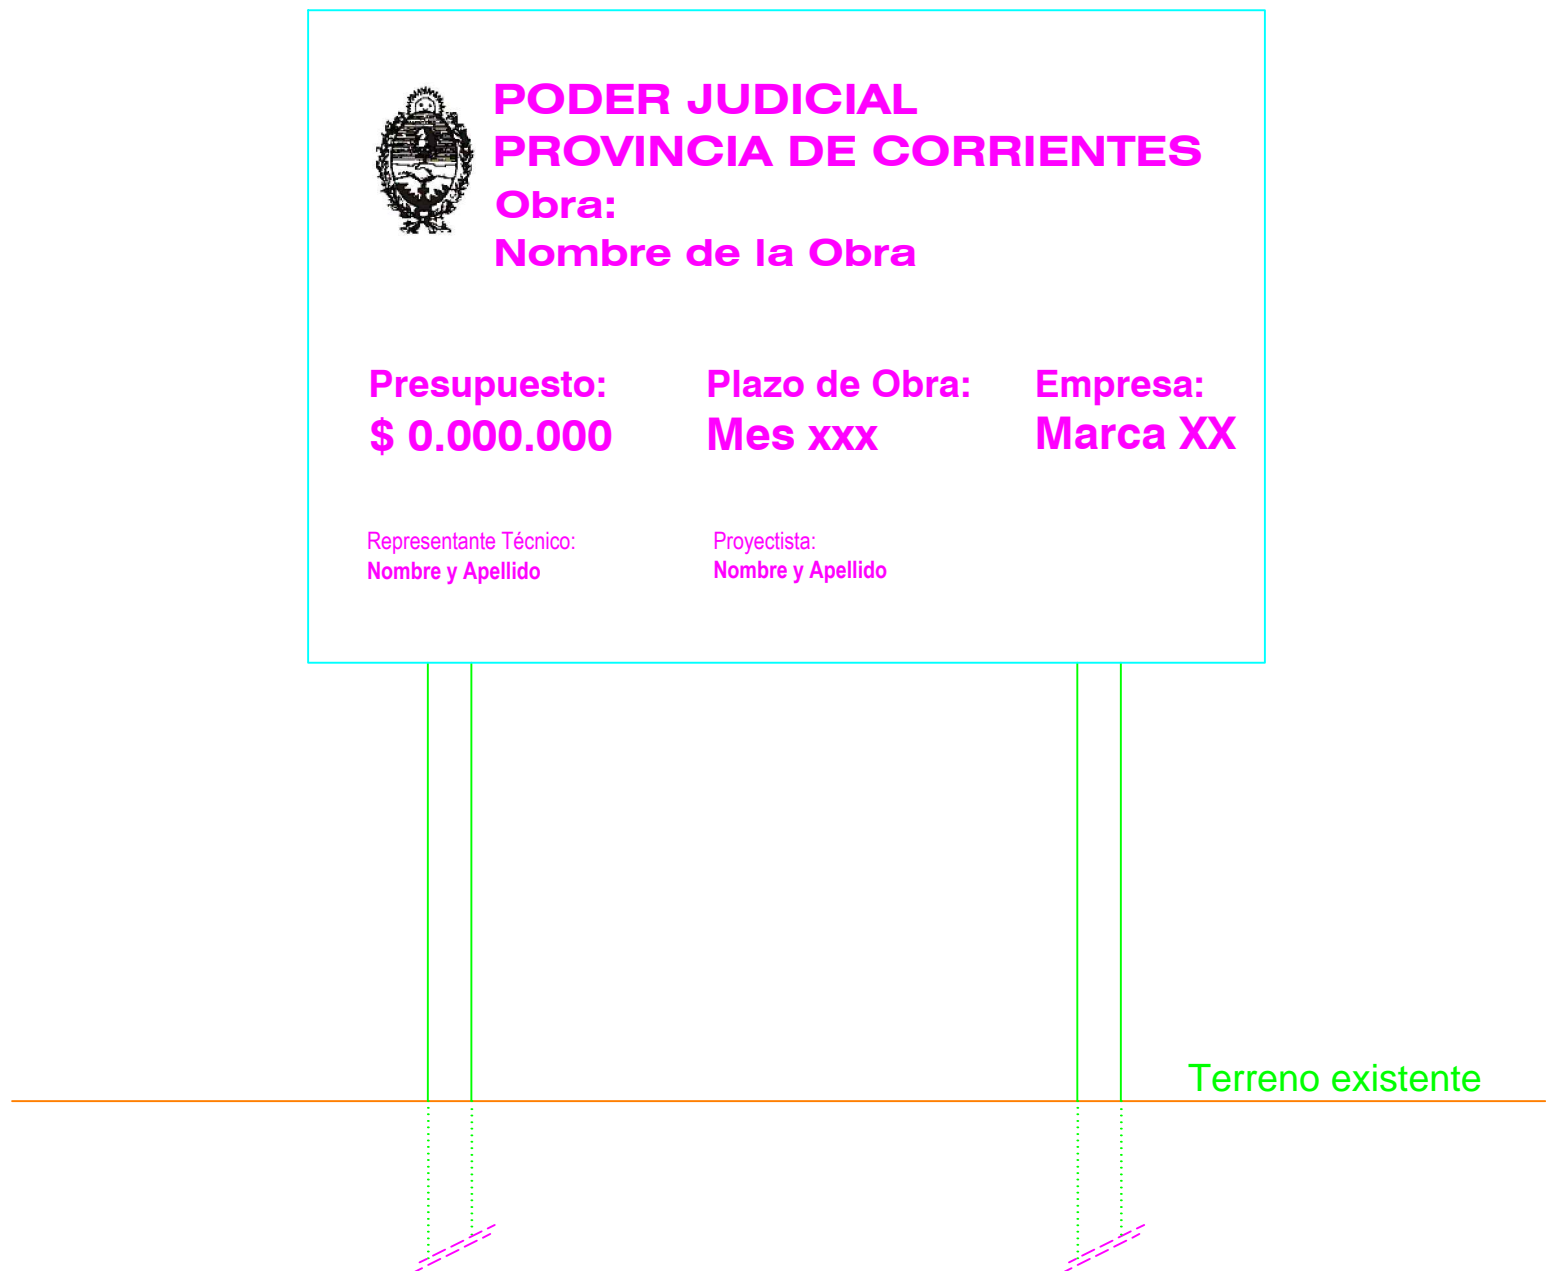 PODER JUDICIAL
PROVINCIA DE CORRIENTES
Obra:
Nombre de la Obra
Presupuesto:
$ 0.000.000
Plazo de Obra:
Mes xxx
Empresa:
Marca XX
Representante Técnico:
Nombre y Apellido
Proyectista:
Nombre y Apellido
Terreno existente